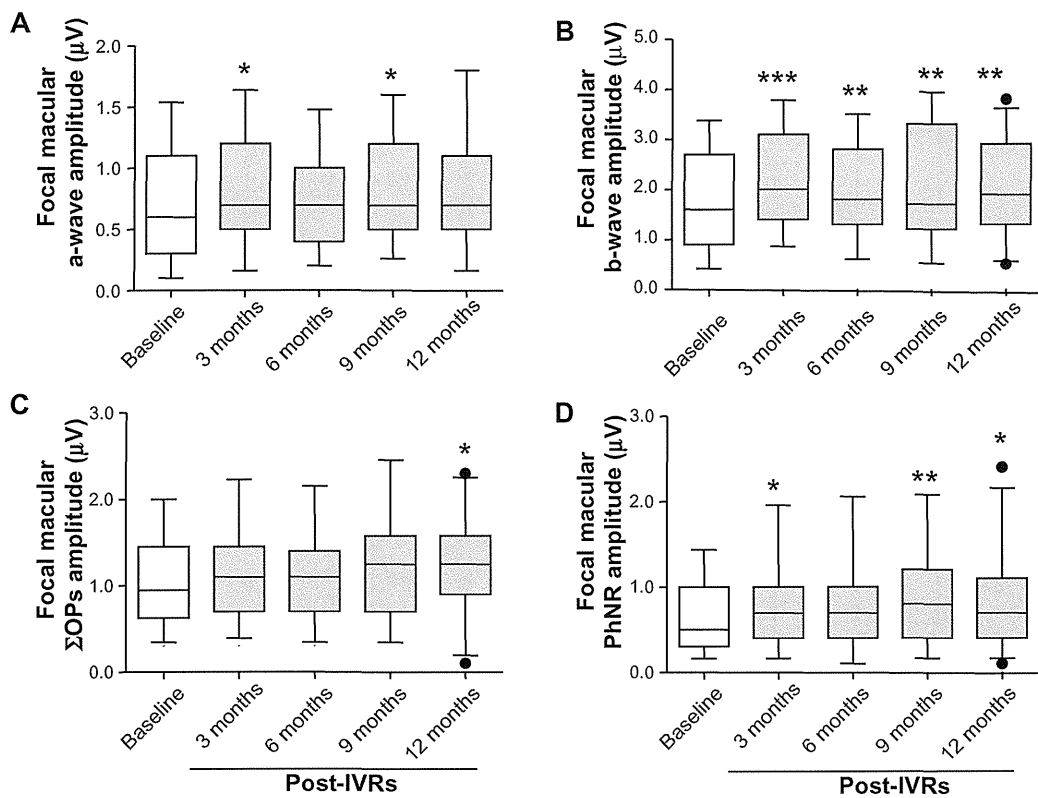 A
Focal macular
a-wave amplitude (μV)
2.0
1.5
1.0
0.5
0.0
*
*
Baseline
3 months
6 months
9 months
12 months
B
Focal macular
b-wave amplitude (μV)
5.0
4.0
3.0
2.0
1.0
0.0
***
**
**
**
Baseline
3 months
6 months
9 months
12 months
C
Focal macular
ΣOPs amplitude (μV)
3.0
2.0
1.0
0.0
*
Baseline
3 months
6 months
9 months
12 months
Post-IVRs
D
Focal macular
PhNR amplitude (μV)
3.0
2.0
1.0
0.0
*
**
*
Baseline
3 months
6 months
9 months
12 months
Post-IVRs